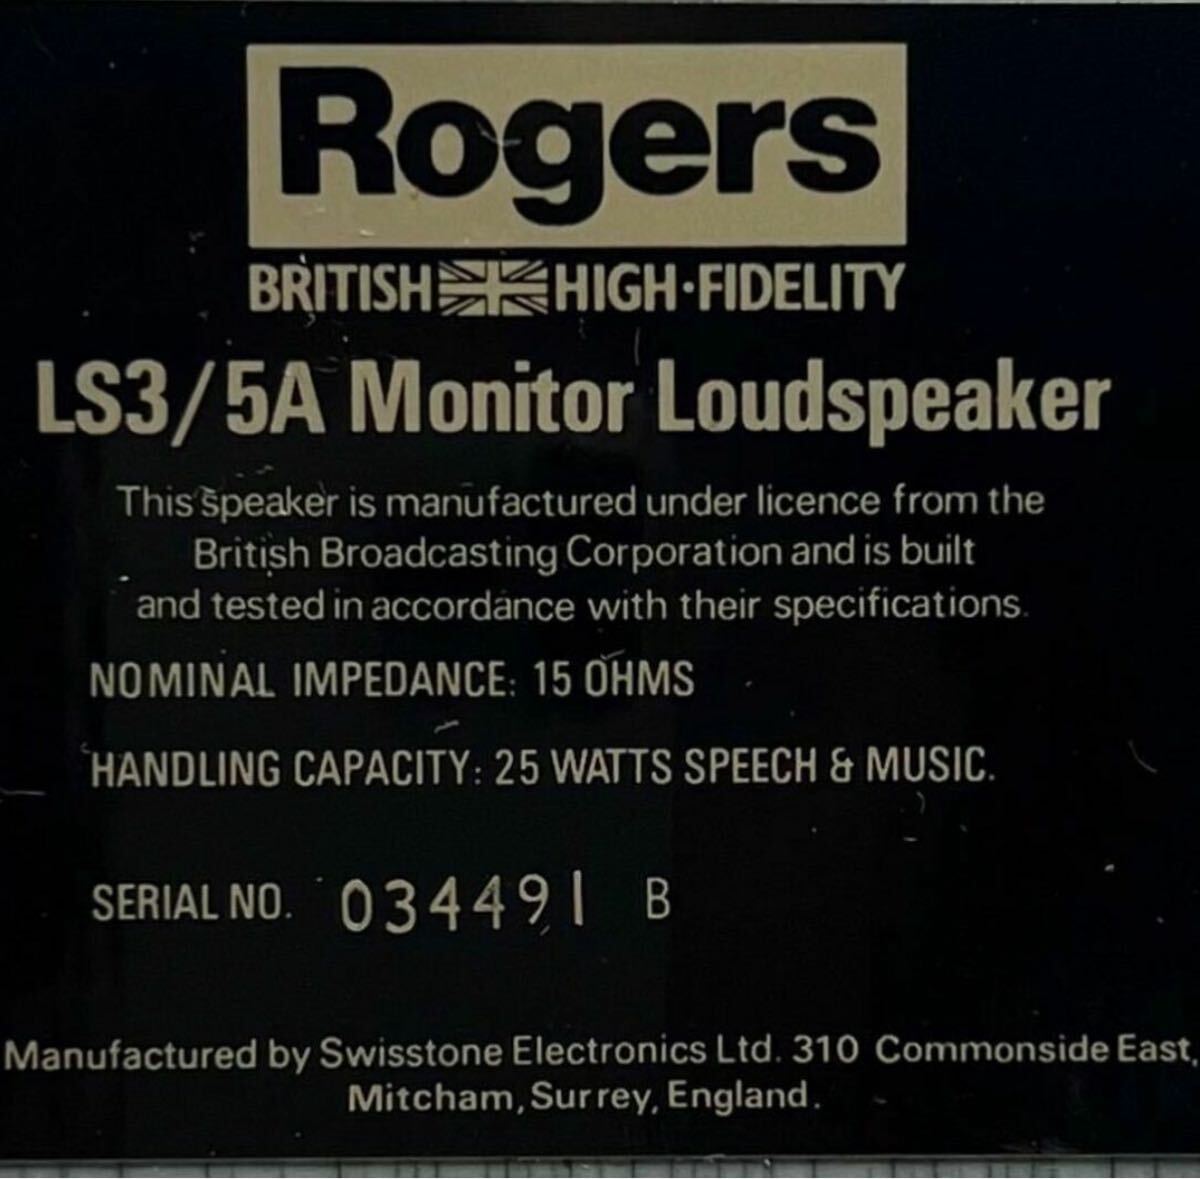 Rogers
BRITISH HIGH·FIDELITY
LS3/5A Monitor Loudspeaker
This speaker is manufactured under licence from the
British Broadcasting Corporation and is built
and tested in accordance with their specifications.
NOMINAL IMPEDANCE: 15 OHMS
HANDLING CAPACITY: 25 WATTS SPEECH & MUSIC.
SERIAL NO. 034491 B
Manufactured by Swisstone Electronics Ltd. 310 Commonside East,
Mitcham, Surrey, England.